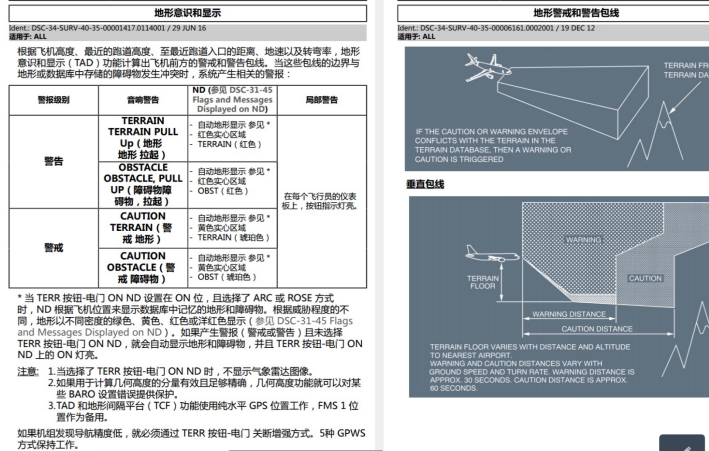 地形意识和显示
Ident.: DSC-34-SURV-40-35-00001417.0114001 / 29 JUN 16
适用于: ALL
根据飞机高度、最近的跑道高度、至最近跑道入口的距离、地速以及转弯率，地形
意识和显示（TAD）功能计算出飞机前方的警戒和警告包线。当这些包线的边界与
地形或数据库中存储的障碍物发生冲突时，系统产生相关的警报：
警报级别
音响警告
ND (参见 DSC-31-45
Flags and Messages
Displayed on ND)
局部警告
警告
TERRAIN
TERRAIN PULL
Up（地形
地形 拉起）
- 自动地形显示 参见 *
- 红色实心区域
- TERRAIN（红色）
OBSTACLE
OBSTACLE, PULL
UP（障碍物障
碍物，拉起）
- 自动地形显示 参见 *
- 红色实心区域
- OBST（红色）
在每个飞行员的仪表
板上，按钮指示灯亮。
警戒
CAUTION
TERRAIN（警
戒 地形）
- 自动地形显示 参见 *
- 黄色实心区域
- TERRAIN（琥珀色）
CAUTION
OBSTACLE（警
戒 障碍物）
- 自动地形显示 参见 *
- 黄色实心区域
- OBST（琥珀色）
* 当 TERR 按钮-电门 ON ND 设置在 ON 位，且选择了 ARC 或 ROSE 方式
时，ND 根据飞机位置来显示数据库中记忆的地形和障碍物。根据威胁程度的不
同，地形以不同密度的绿色、黄色、红色或洋红色显示（参见 DSC-31-45 Flags
and Messages Displayed on ND）。如果产生警报（警戒或警告）且未选择
TERR 按钮-电门 ON ND，就会自动显示地形和障碍物，并且 TERR 按钮-电门 ON
ND 上的 ON 灯亮。
注意: 1.当选择了 TERR 按钮-电门 ON ND 时，不显示气象雷达图像。
2.如果用于计算几何高度的分量有效且足够精确，几何高度功能就可以对某
些 BARO 设置错误提供保护。
3.TAD 和地形间隔平台（TCF）功能使用纯水平 GPS 位置工作，FMS 1 位
置作为备用。
如果机组发现导航精度低，就必须通过 TERR 按钮-电门 关断增强方式。5种 GPWS
方式保持工作。
地形警戒和警告包线
Ident.: DSC-34-SURV-40-35-00006161.0002001 / 19 DEC 12
适用于: ALL
TERRAIN FR
TERRAIN DA
IF THE CAUTION OR WARNING ENVELOPE
CONFLICTS WITH THE TERRAIN IN THE
TERRAIN DATABASE, THEN A WARNING OR
CAUTION IS TRIGGERED
垂直包线
WARNING
CAUTION
TERRAIN
FLOOR
WARNING DISTANCE
CAUTION DISTANCE
TERRAIN FLOOR VARIES WITH DISTANCE AND ALTITUDE
TO NEAREST AIRPORT.
WARNING AND CAUTION DISTANCES VARY WITH
GROUND SPEED AND TURN RATE. WARNING DISTANCE IS
APPROX. 30 SECONDS. CAUTION DISTANCE IS APPROX.
60 SECONDS.